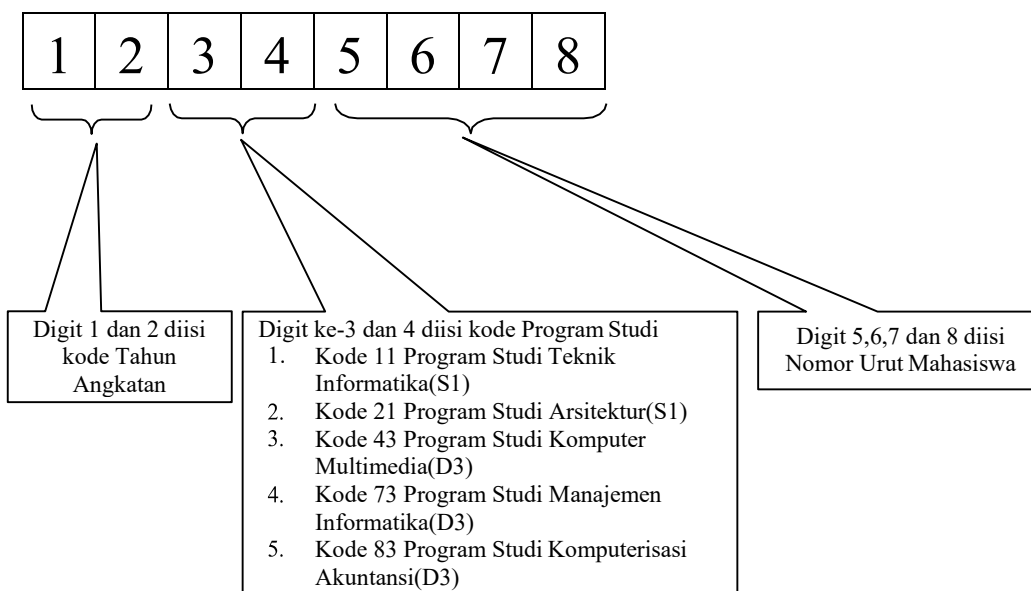 1 2 3 4 5 6 7 8
Digit 1 dan 2 diisi
kode Tahun
Angkatan
Digit ke-3 dan 4 diisi kode Program Studi
1. Kode 11 Program Studi Teknik
Informatika(S1)
2. Kode 21 Program Studi Arsitektur(S1)
3. Kode 43 Program Studi Komputer
Multimedia(D3)
4. Kode 73 Program Studi Manajemen
Informatika(D3)
5. Kode 83 Program Studi Komputerisasi
Akuntansi(D3)
Digit 5,6,7 dan 8 diisi
Nomor Urut Mahasiswa